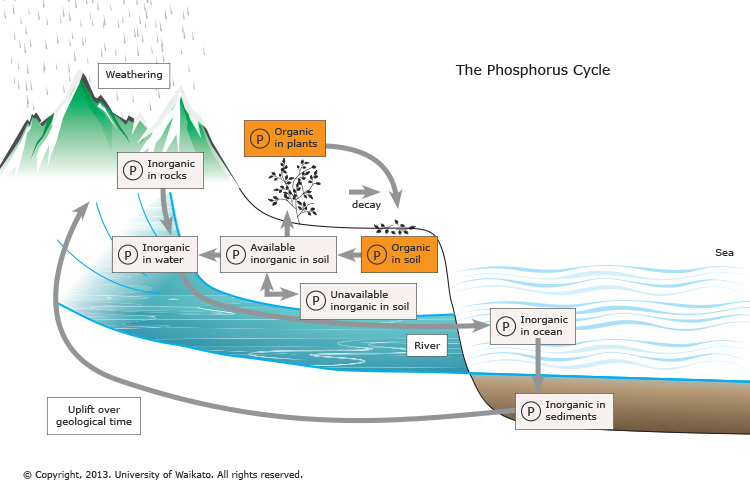 Weathering
The Phosphorus Cycle
P Organic
in plants
P Inorganic
in rocks
decay
P Inorganic
in water
P Available
inorganic in soil
P Organic
in soil
Sea
P Unavailable
inorganic in soil
P Inorganic
in ocean
River
P Inorganic in
sediments
Uplift over
geological time
© Copyright, 2013. University of Waikato. All rights reserved.